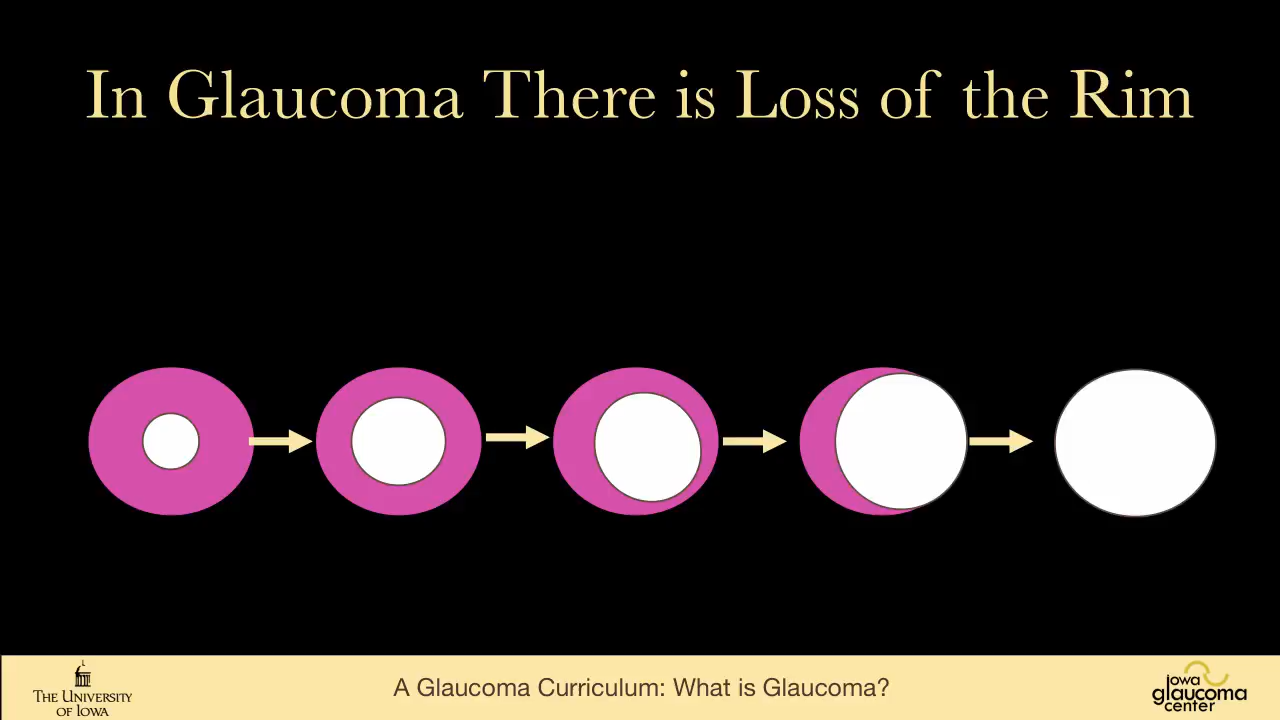 In Glaucoma There is Loss of the Rim
THE UNIVERSITY
OF IOWA
A Glaucoma Curriculum: What is Glaucoma?
iowa
glaucoma
center